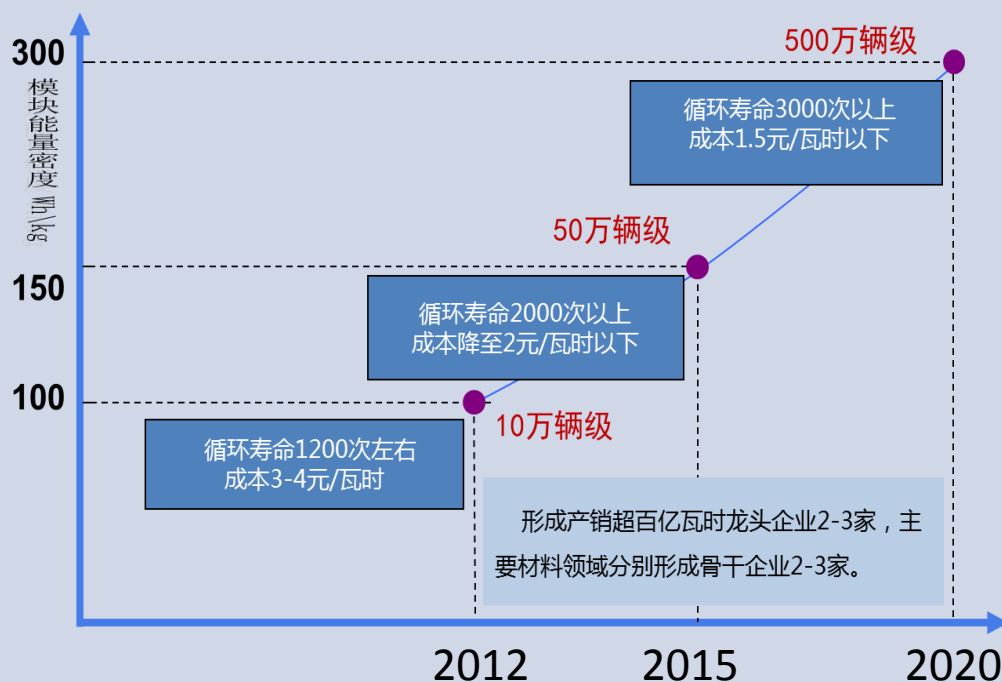 500万辆级
300
模块能量密度 Wh\kg
循环寿命3000次以上
成本1.5元/瓦时以下
50万辆级
150
循环寿命2000次以上
成本降至2元/瓦时以下
100
10万辆级
循环寿命1200次左右
成本3-4元/瓦时
形成产销超百亿瓦时龙头企业2-3家，主
要材料领域分别形成骨干企业2-3家。
2012
2015
2020